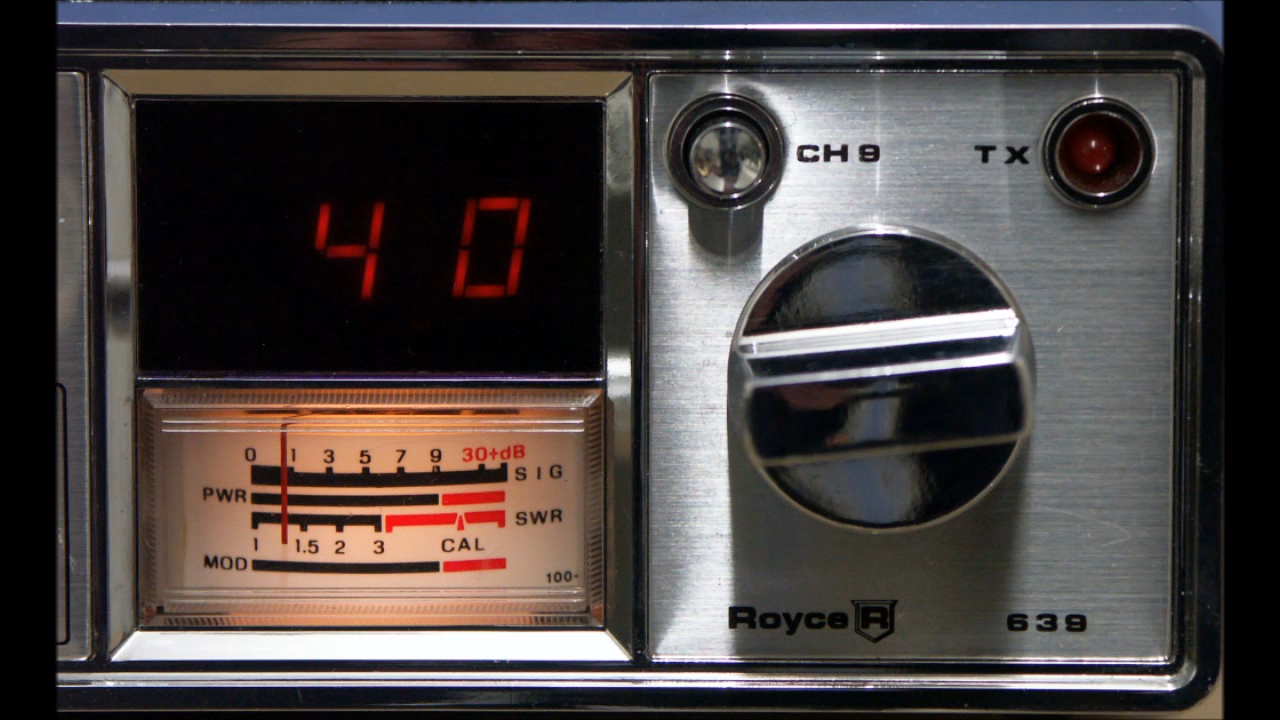 40
CH 9
TX
0 1 3 5 7 9 30+dB
SIG
PWR
SWR
1 1.5 2 3 CAL
MOD
100-
Royce R
639